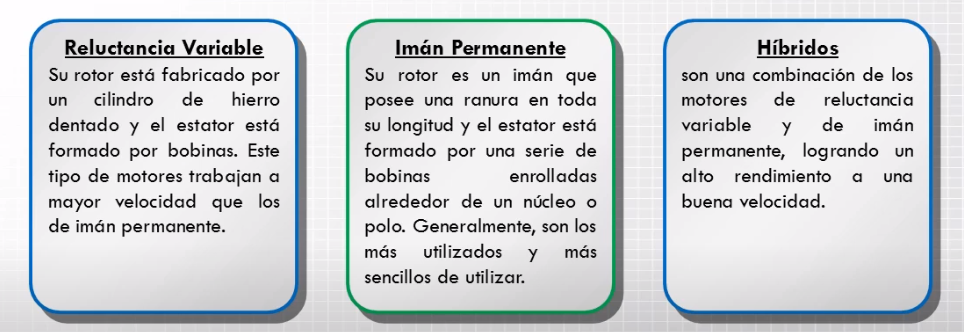 Reluctancia Variable
Su rotor está fabricado por
un cilindro de hierro
dentado y el estator está
formado por bobinas. Este
tipo de motores trabajan a
mayor velocidad que los
de imán permanente.
Imán Permanente
Su rotor es un imán que
posee una ranura en toda
su longitud y el estator está
formado por una serie de
bobinas enrolladas
alrededor de un núcleo o
polo. Generalmente, son los
más utilizados y más
sencillos de utilizar.
Híbridos
son una combinación de los
motores de reluctancia
variable y de imán
permanente, logrando un
alto rendimiento a una
buena velocidad.